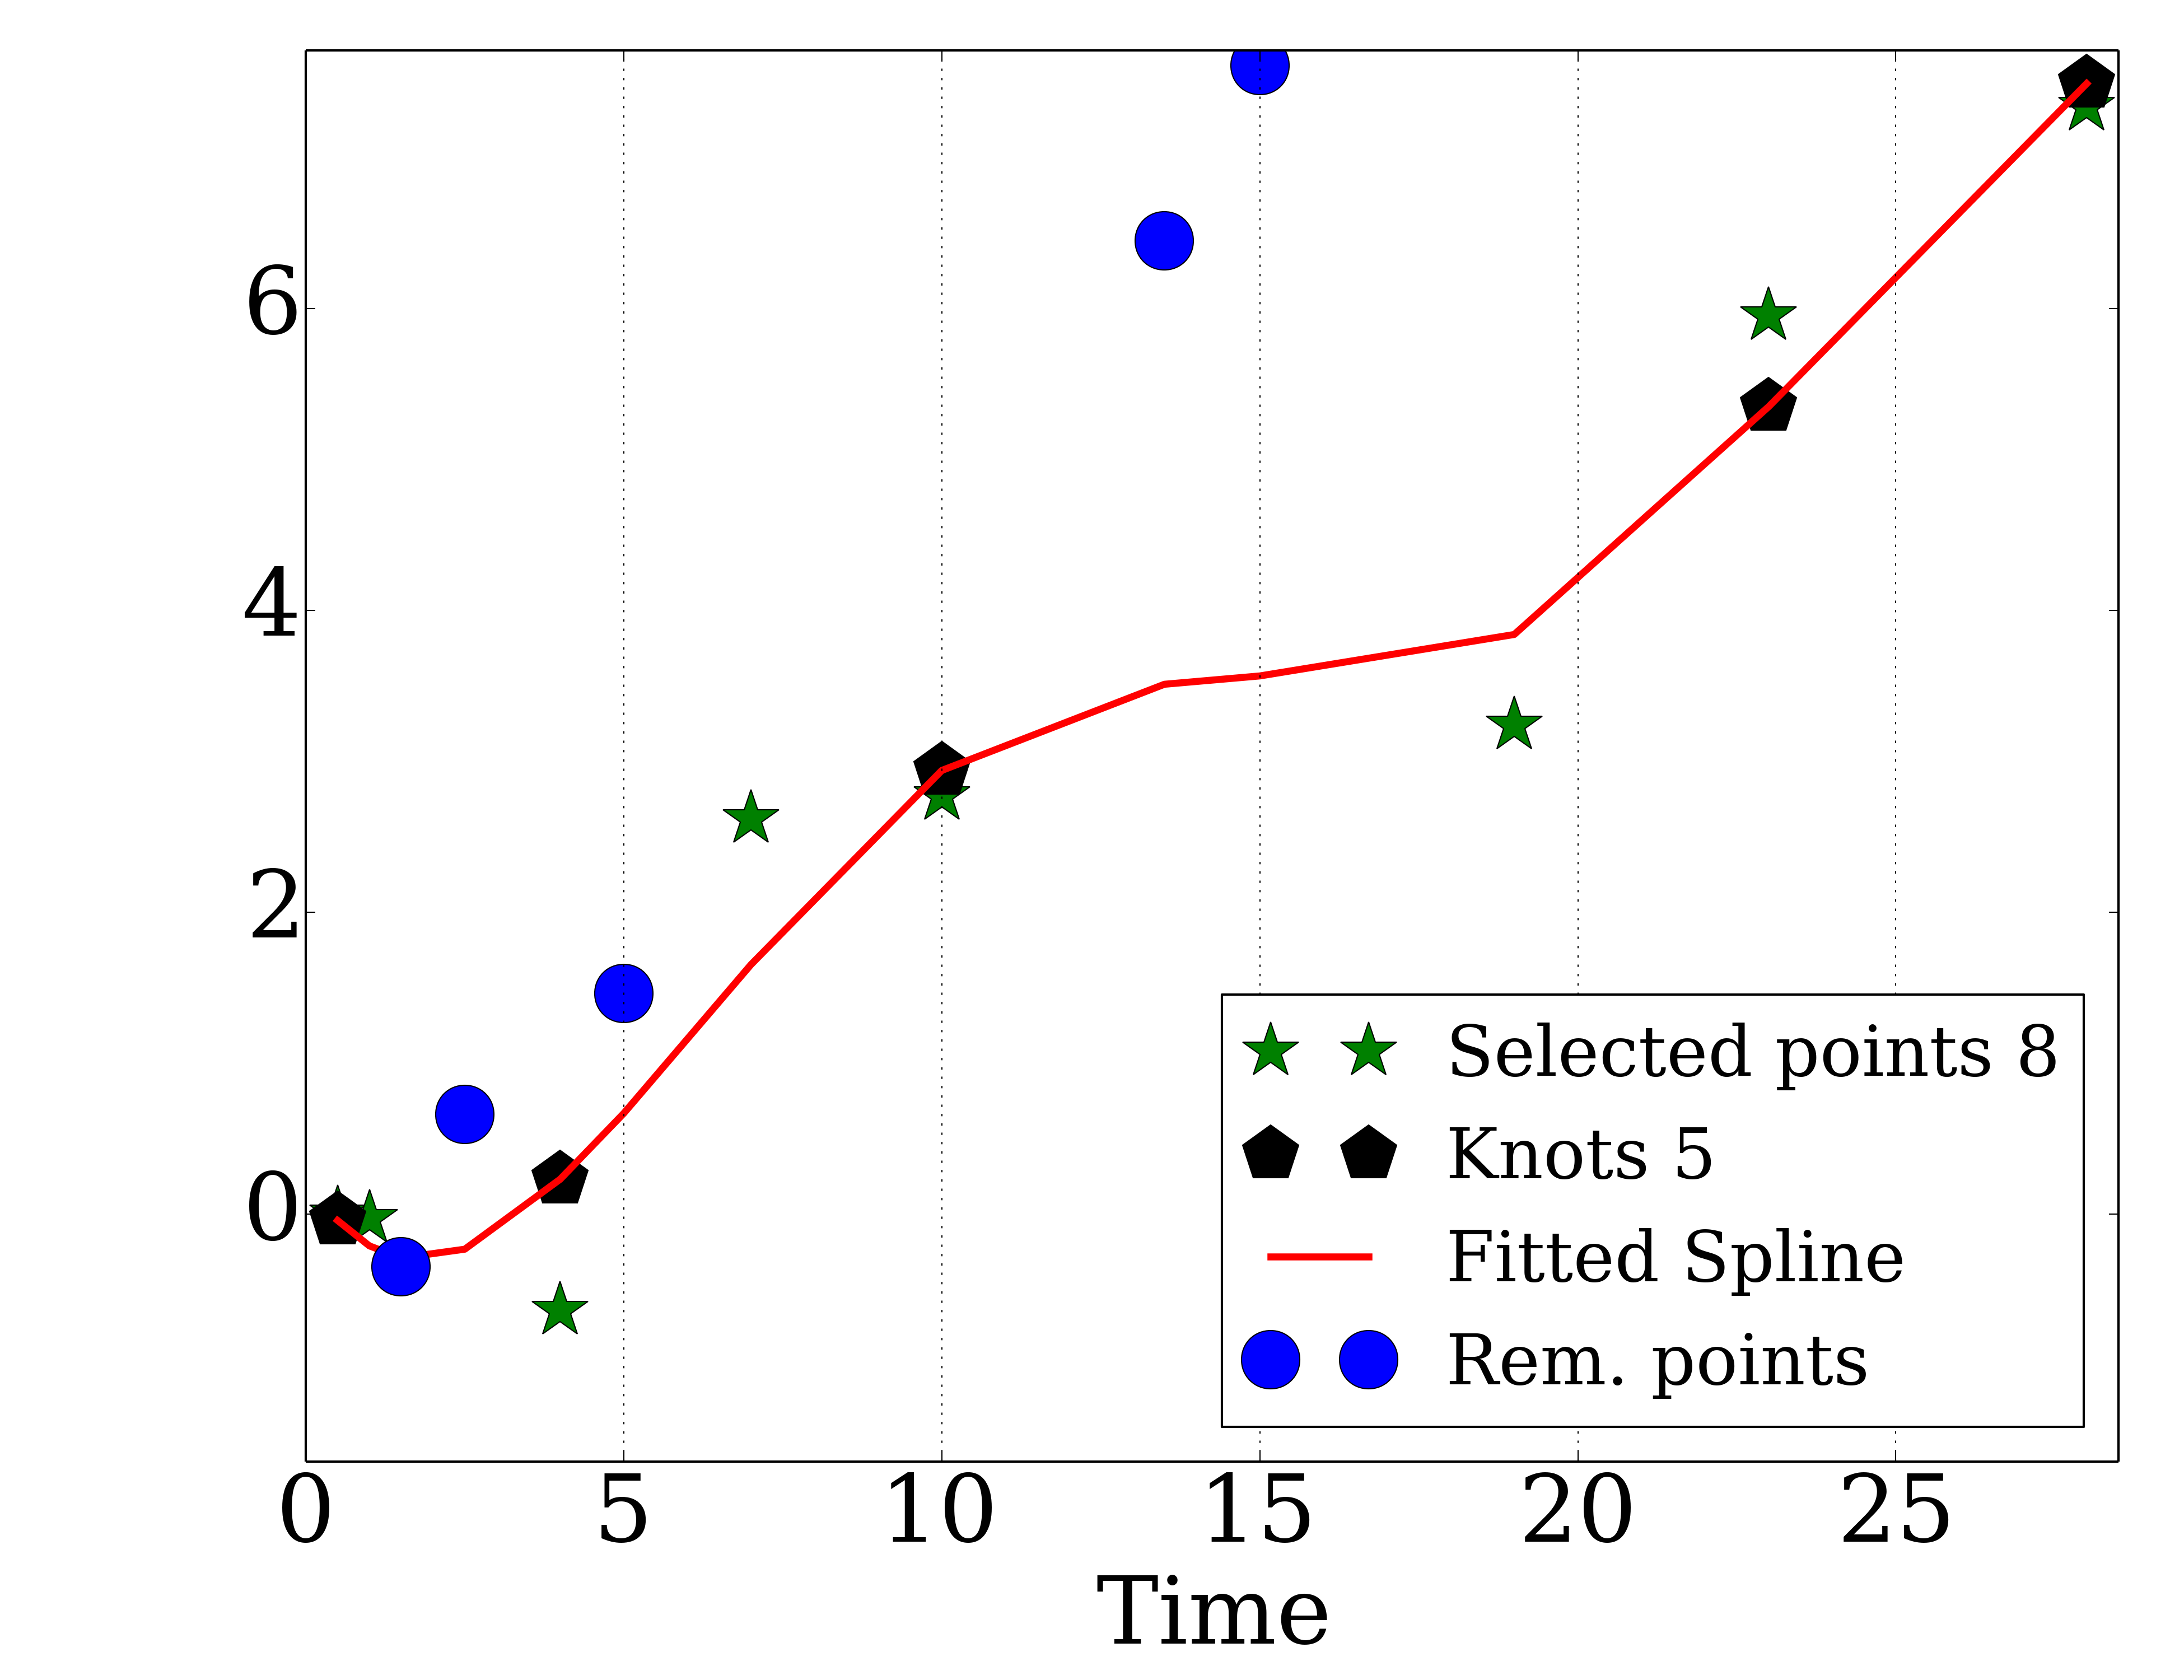 6
4
2
0
0 5 10 15 20 25
Time
Selected points 8
Knots 5
Fitted Spline
Rem. points